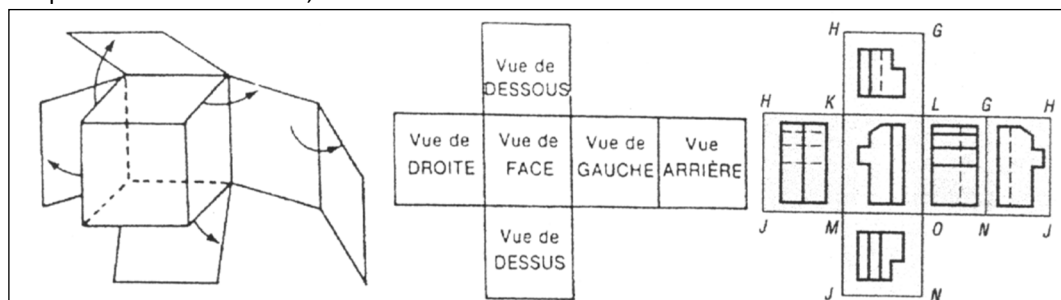 Vue de
DESSOUS
Vue de
DROITE
Vue de
FACE
Vue de
GAUCHE
Vue
ARRIÈRE
Vue de
DESSUS
H G
H K L G H
J M O N J
J N